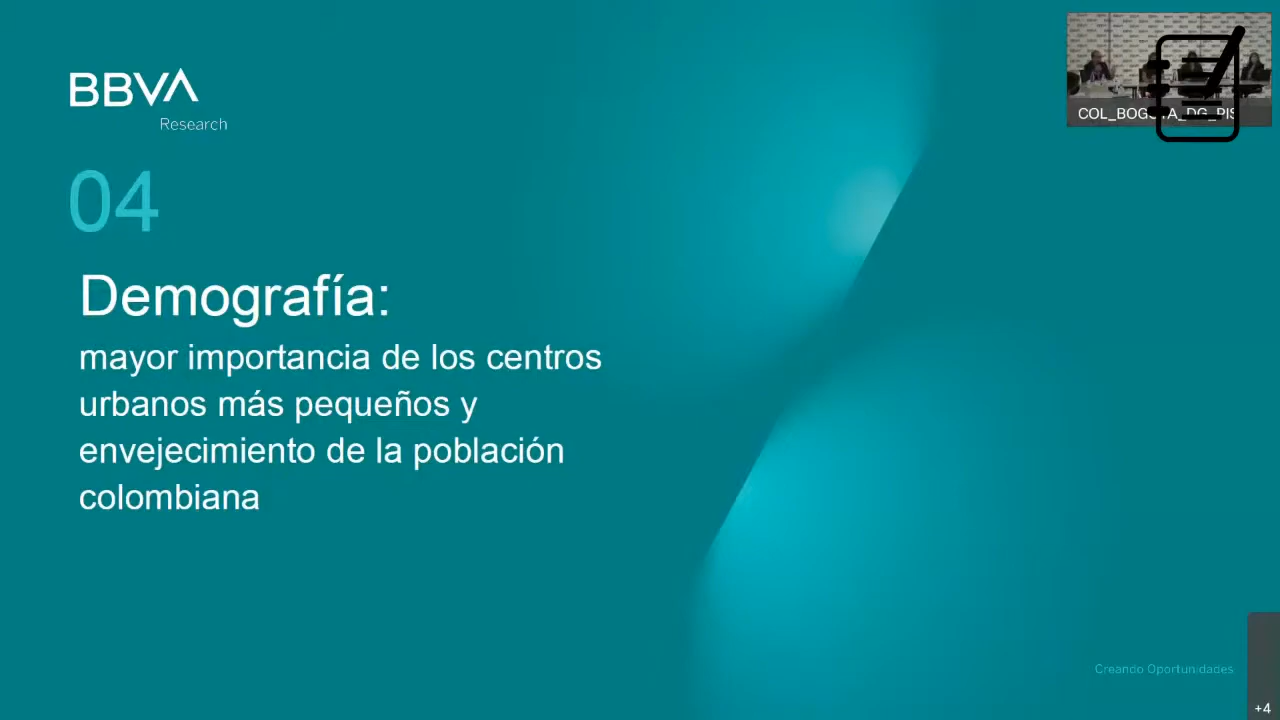 BBVA
Research
04
Demografía:
mayor importancia de los centros
urbanos más pequeños y
envejecimiento de la población
colombiana
COL_BOGOTA_DG_PIS
Creando Oportunidades
+4